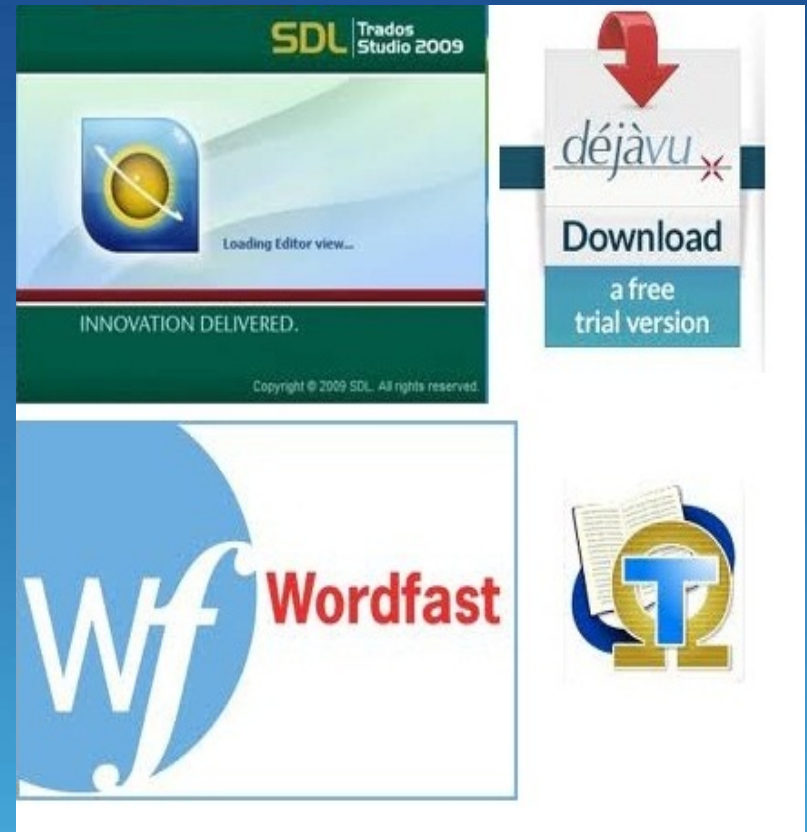 SDL Trados
Studio 2009
Loading Editor view...
INNOVATION DELIVERED.
Copyright © 2009 SDL. All rights reserved.
déjàvu x
Download
a free
trial version
Wf Wordfast
T
Ω